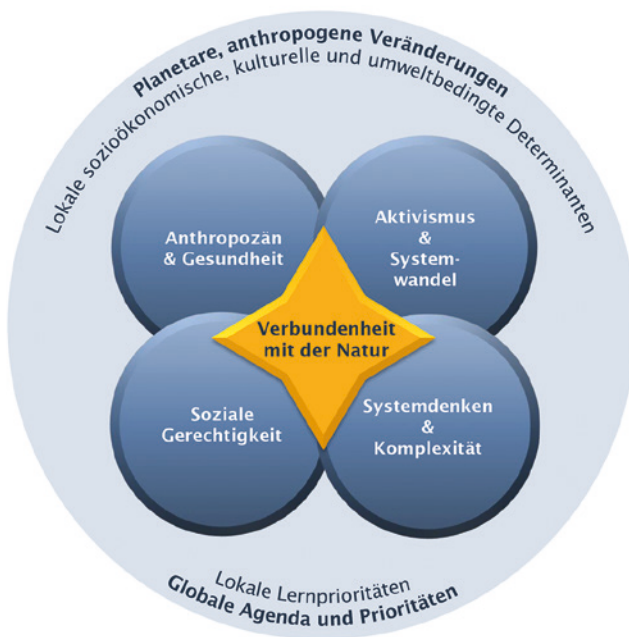 Planetare, anthropogene Veränderungen
Lokale sozioökonomische, kulturelle und umweltbedingte Determinanten
Anthropozän
& Gesundheit
Aktivismus
&
System-
wandel
Verbundenheit
mit der Natur
Soziale
Gerechtigkeit
Systemdenken
&
Komplexität
Lokale Lernprioritäten
Globale Agenda und Prioritäten